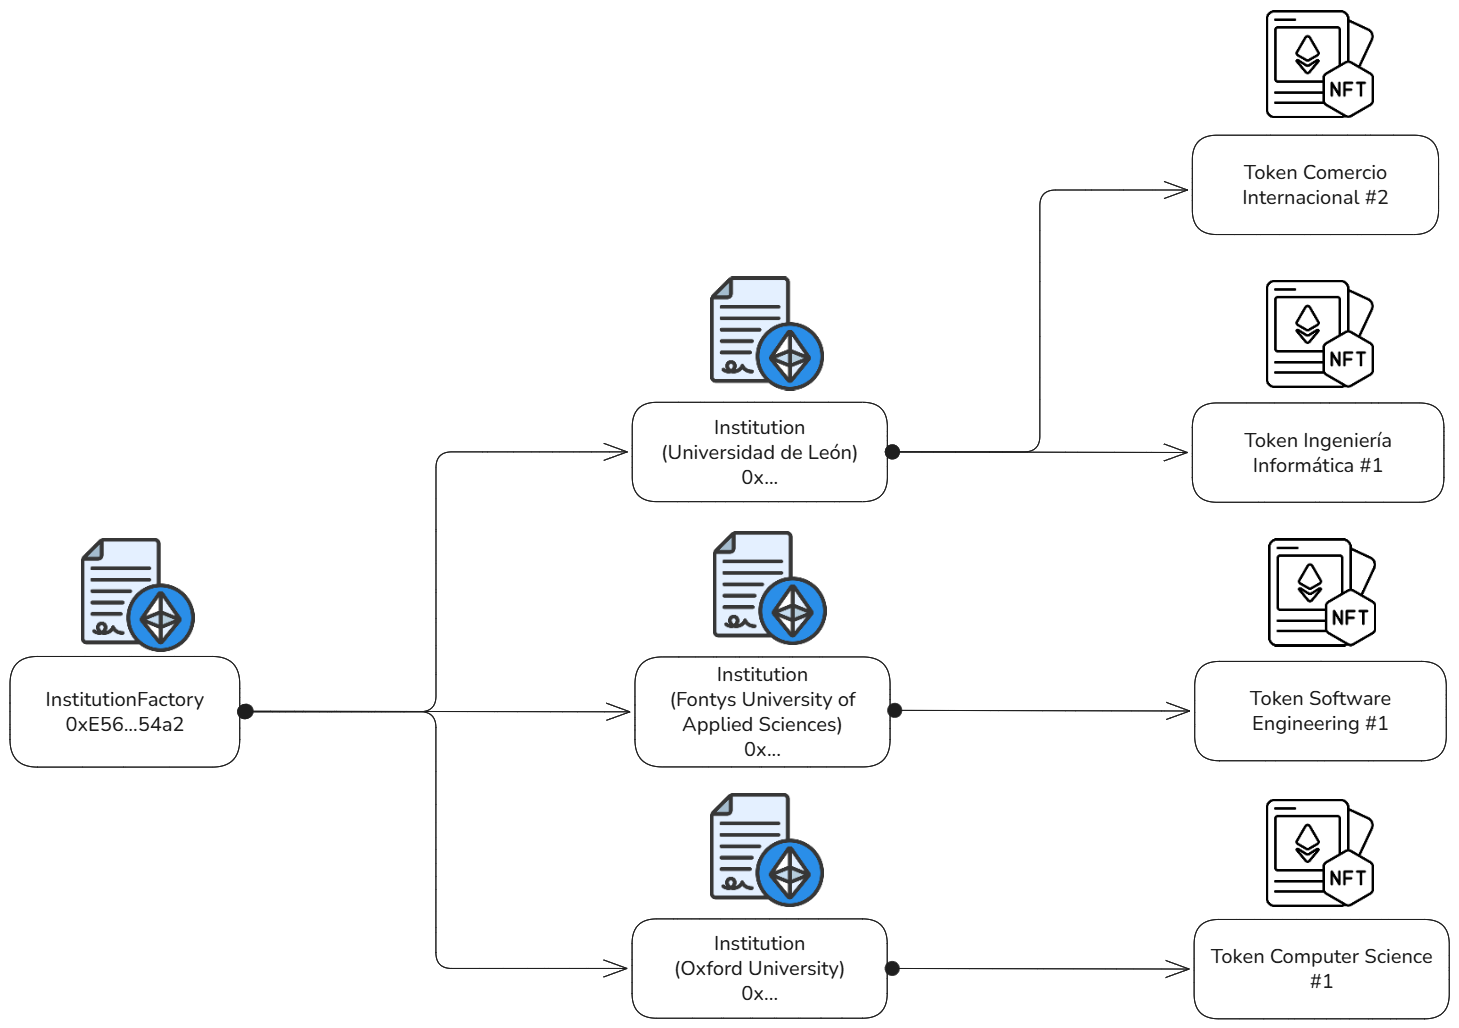 NFT
Token Comercio
Internacional #2
NFT
Institution
(Universidad de León)
0x...
Token Ingeniería
Informática #1
NFT
InstitutionFactory
0xE56...54a2
Institution
(Fontys University of
Applied Sciences)
0x...
Token Software
Engineering #1
NFT
Institution
(Oxford University)
0x...
Token Computer Science
#1